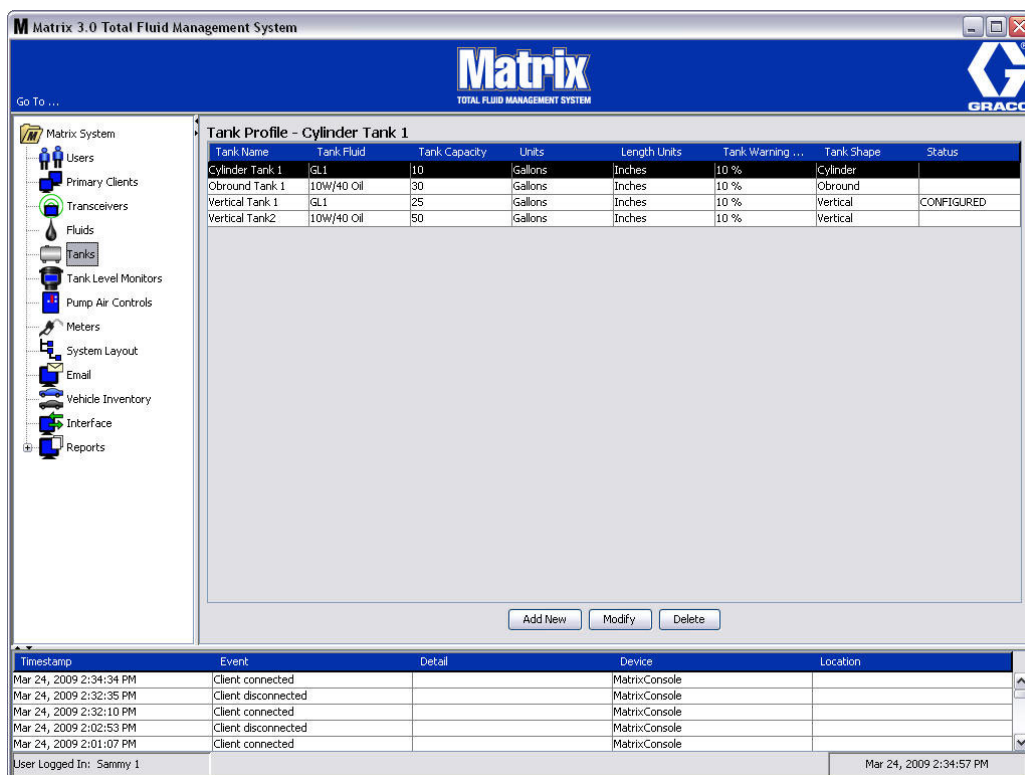 Matrix 3.0 Total Fluid Management System
Matrix
TOTAL FLUID MANAGEMENT SYSTEM
Go To ...
GRACO
Matrix System
Users
Primary Clients
Transceivers
Fluids
Tanks
Tank Level Monitors
Pump Air Controls
Meters
System Layout
Email
Vehicle Inventory
Interface
Reports
Tank Profile - Cylinder Tank 1
Tank Name Tank Fluid Tank Capacity Units Length Units Tank Warning ... Tank Shape Status
Cylinder Tank 1 GL1 10 Gallons Inches 10 % Cylinder
Obround Tank 1 10W/40 Oil 30 Gallons Inches 10 % Obround
Vertical Tank 1 GL1 25 Gallons Inches 10 % Vertical CONFIGURED
Vertical Tank2 10W/40 Oil 50 Gallons Inches 10 % Vertical
Add New Modify Delete
Timestamp Event Detail Device Location
Mar 24, 2009 2:34:34 PM Client connected MatrixConsole
Mar 24, 2009 2:32:35 PM Client disconnected MatrixConsole
Mar 24, 2009 2:32:10 PM Client connected MatrixConsole
Mar 24, 2009 2:02:53 PM Client disconnected MatrixConsole
Mar 24, 2009 2:01:07 PM Client connected MatrixConsole
User Logged In: Sammy 1 Mar 24, 2009 2:34:57 PM